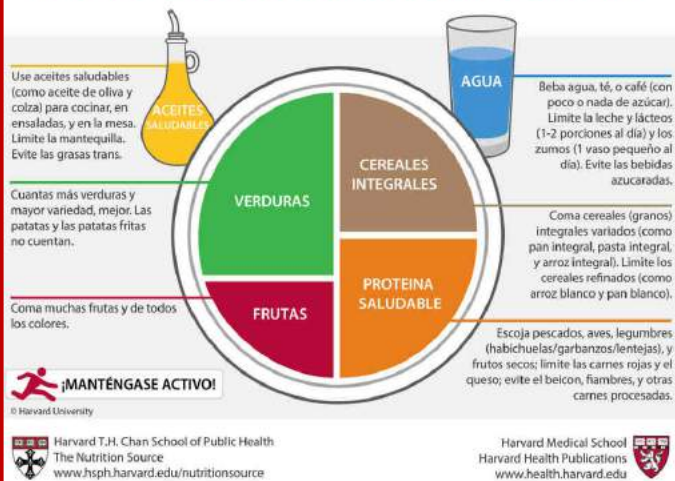 Use aceites saludables
(como aceite de oliva y
colza) para cocinar, en
ensaladas, y en la mesa.
Limite la mantequilla.
Evite las grasas trans.
ACEITES
SALUDABLES
AGUA
Beba agua, té, o café (con
poco o nada de azúcar).
Limite la leche y lácteos
(1-2 porciones al día) y los
zumos (1 vaso pequeño al
día). Evite las bebidas
azucaradas.
Cuantas más verduras y
mayor variedad, mejor. Las
patatas y las patatas fritas
no cuentan.
VERDURAS
CEREALES
INTEGRALES
Coma cereales (granos)
integrales variados (como
pan integral, pasta integral,
y arroz integral). Limite los
cereales refinados (como
arroz blanco y pan blanco).
Coma muchas frutas y de todos
los colores.
FRUTAS
PROTEINA
SALUDABLE
Escoja pescados, aves, legumbres
(habichuelas/garbanzos/lentejas), y
frutos secos; limite las carnes rojas y el
queso; evite el beicon, fiambres, y otras
carnes procesadas.
¡MANTÉNGASE ACTIVO!
© Harvard University
Harvard T.H. Chan School of Public Health
The Nutrition Source
www.hsph.harvard.edu/nutritionsource
Harvard Medical School
Harvard Health Publications
www.health.harvard.edu